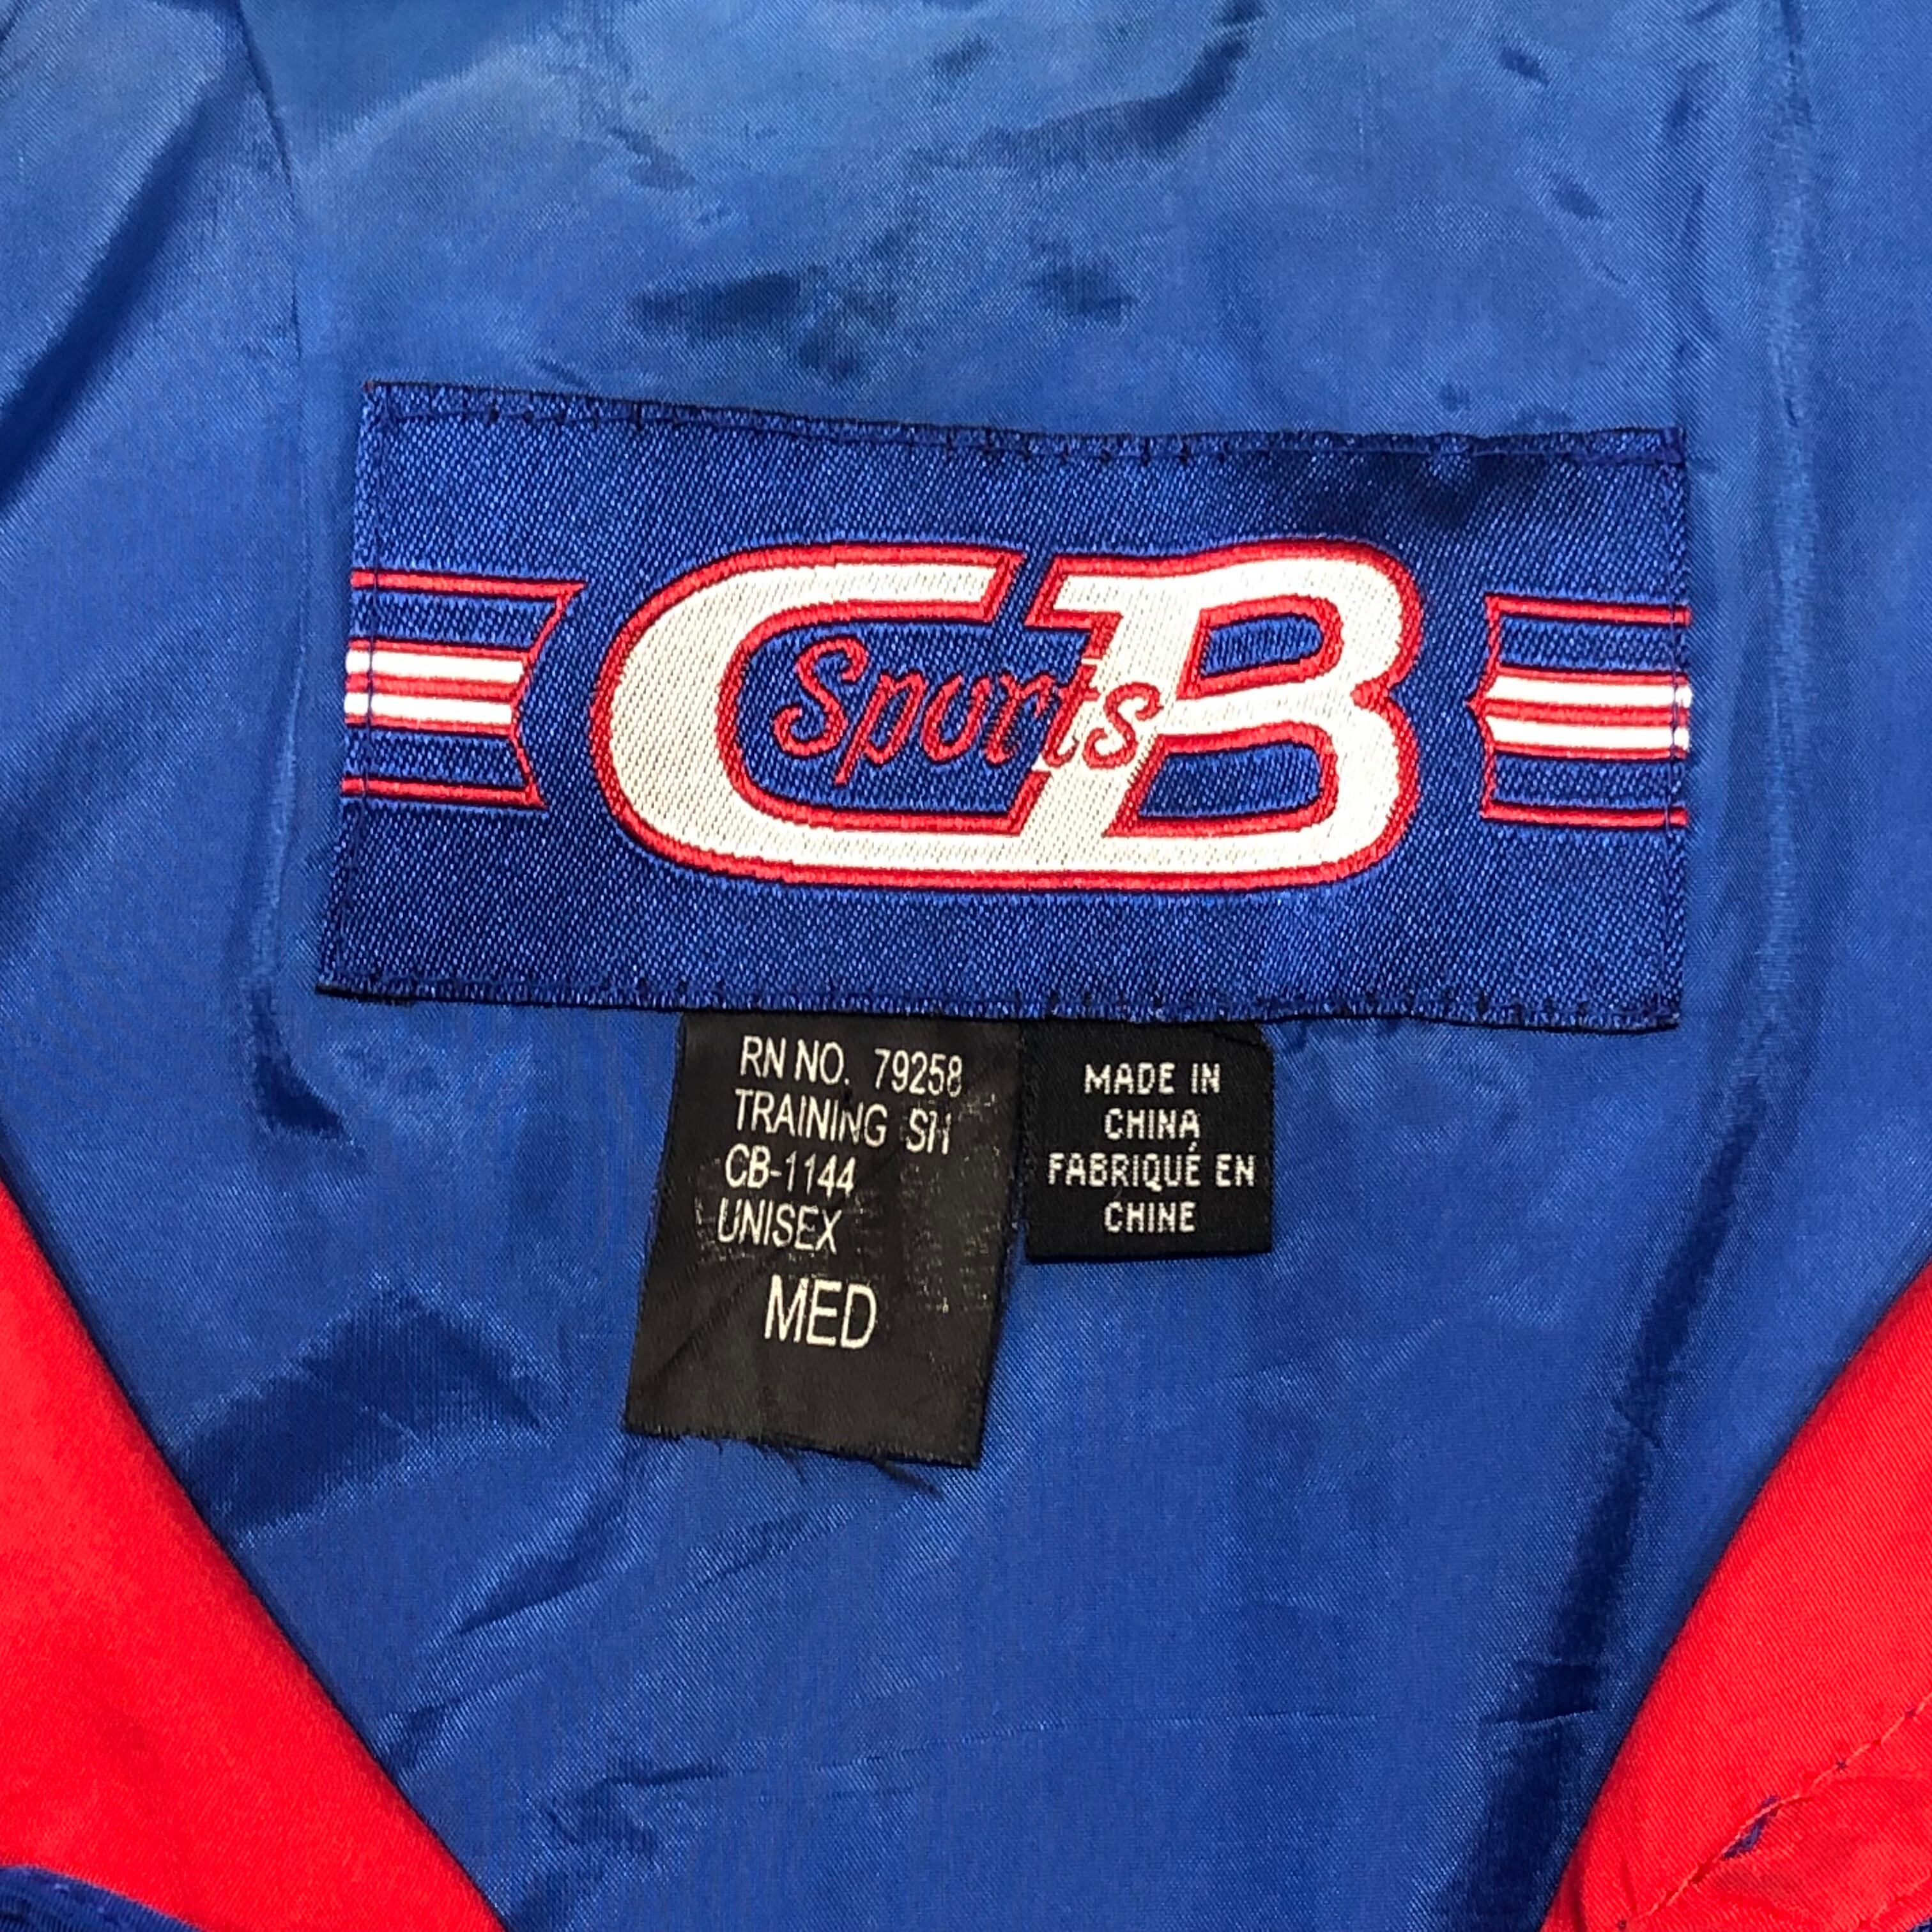 CB
Sports
RN NO. 79258
TRAINING SH
CB-1144
UNISEX
MED
MADE IN
CHINA
FABRIQUÉ EN
CHINE